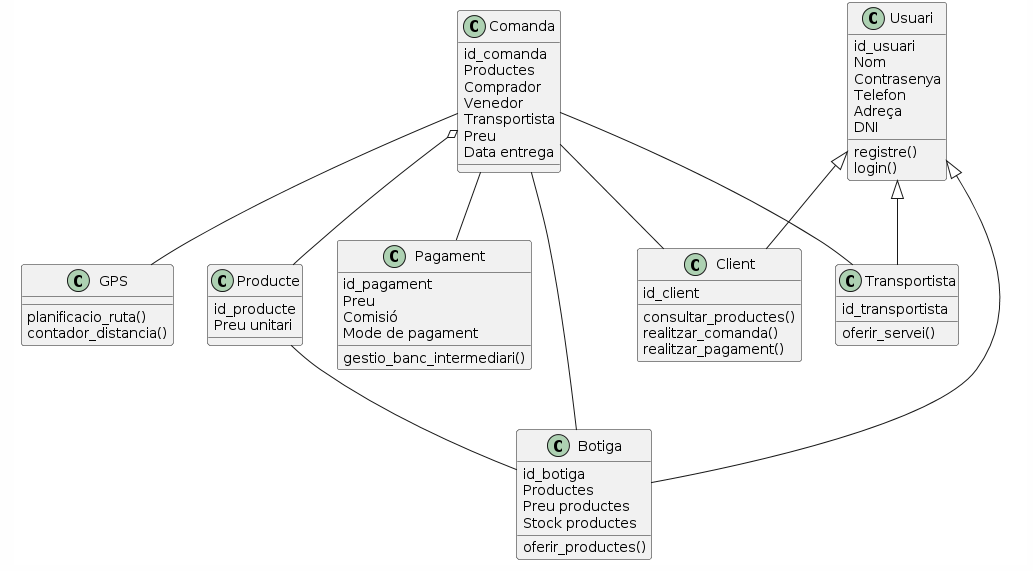 C Comanda
id_comanda
Productes
Comprador
Venedor
Transportista
Preu
Data entrega
C Usuari
id_usuari
Nom
Contrasenya
Telefon
Adreça
DNI
registre()
login()
C GPS
planificacio_ruta()
contador_distancia()
C Producte
id_producte
Preu unitari
C Pagament
id_pagament
Preu
Comisió
Mode de pagament
gestio_banc_intermediari()
C Client
id_client
consultar_productes()
realitzar_comanda()
realitzar_pagament()
C Transportista
id_transportista
oferir_servei()
C Botiga
id_botiga
Productes
Preu productes
Stock productes
oferir_productes()